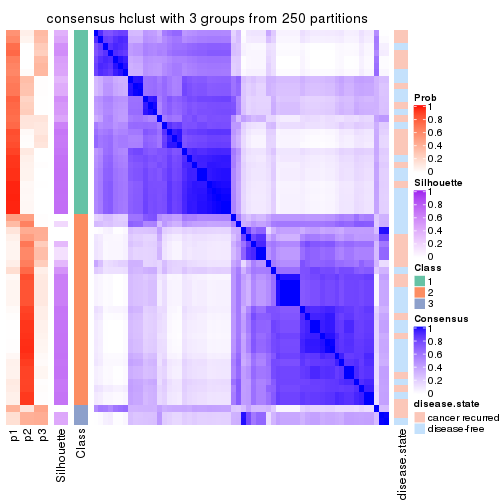 consensus hclust with 3 groups from 250 partitions
Prob
1
0.8
0.6
0.4
0.2
0
Silhouette
1
0.8
0.6
0.4
0.2
0
Class
1
2
3
Consensus
1
0.8
0.6
0.4
0.2
0
disease.state
cancer recurred
disease-free
p1
p2
p3
Silhouette
Class
disease.state